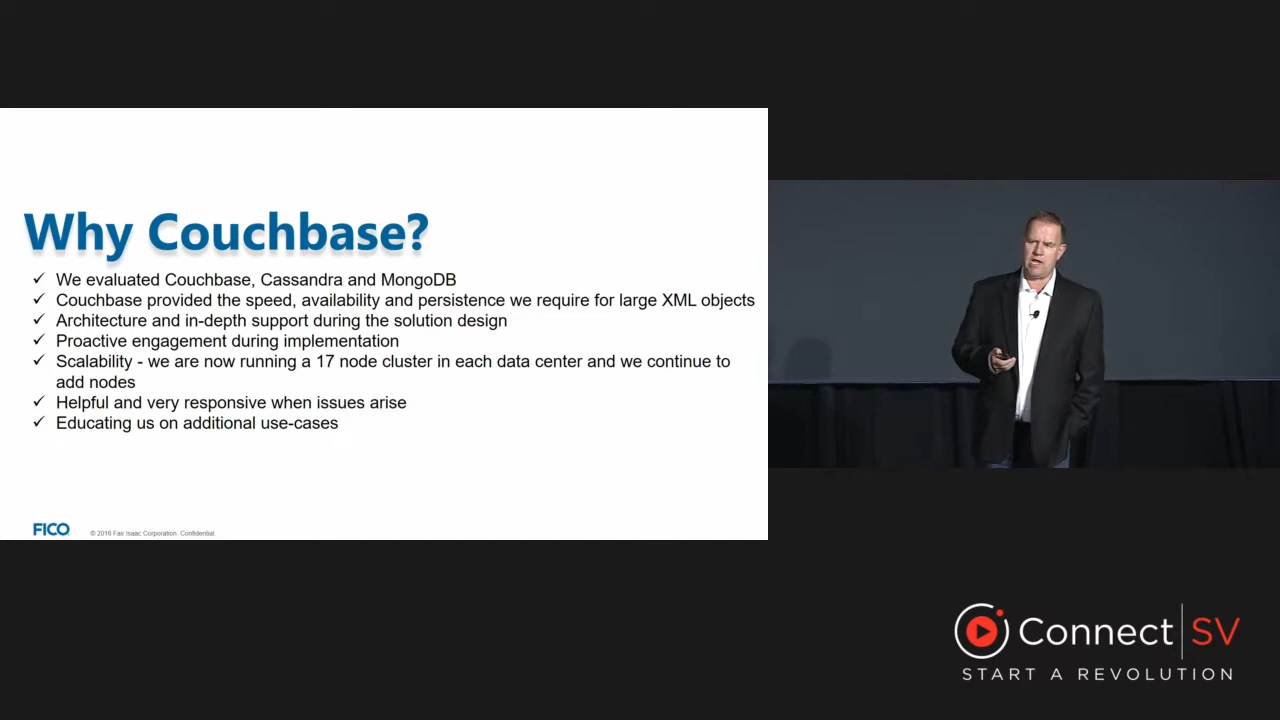 Why Couchbase?
✓ We evaluated Couchbase, Cassandra and MongoDB
✓ Couchbase provided the speed, availability and persistence we require for large XML objects
✓ Architecture and in-depth support during the solution design
✓ Proactive engagement during implementation
✓ Scalability - we are now running a 17 node cluster in each data center and we continue to
add nodes
✓ Helpful and very responsive when issues arise
✓ Educating us on additional use-cases
FICO
© 2016 Fair Isaac Corporation. Confidential.
Connect | SV
START A REVOLUTION